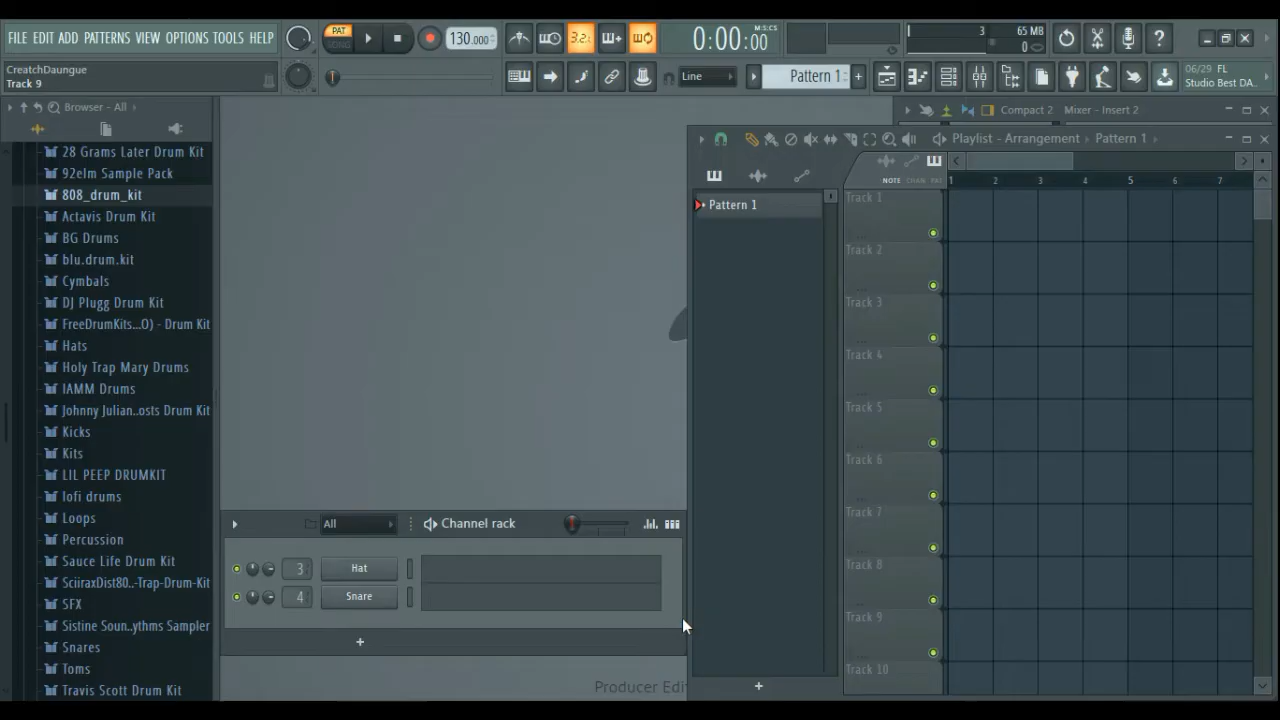 FILE EDIT ADD PATTERNS VIEW OPTIONS TOOLS HELP
PAT
SONG
130.000
3.2:
0:00:00
M:S:CS
3
65 MB
0
CreatchDaungue
Track 9
Line
Pattern 1
+
06/29 FL
Studio Best DA..
Browser - All
Compact 2 Mixer - Insert 2
Playlist - Arrangement Pattern 1
NOTE CHAN PAT
1 2 3 4 5 6 7
28 Grams Later Drum Kit
92elm Sample Pack
808_drum_kit
Actavis Drum Kit
BG Drums
blu.drum.kit
Cymbals
DJ Plugg Drum Kit
FreeDrumKits...O) - Drum Kit
Hats
Holy Trap Mary Drums
IAMM Drums
Johnny Julian..osts Drum Kit
Kicks
Kits
LIL PEEP DRUMKIT
lofi drums
Loops
Percussion
Sauce Life Drum Kit
SciiraxDist80..-Trap-Drum-Kit
SFX
Sistine Soun..ythms Sampler
Snares
Toms
Travis Scott Drum Kit
All
Channel rack
3 Hat
4 Snare
+
Producer Edi
Pattern 1
+
Track 1
Track 2
Track 3
Track 4
Track 5
Track 6
Track 7
Track 8
Track 9
Track 10